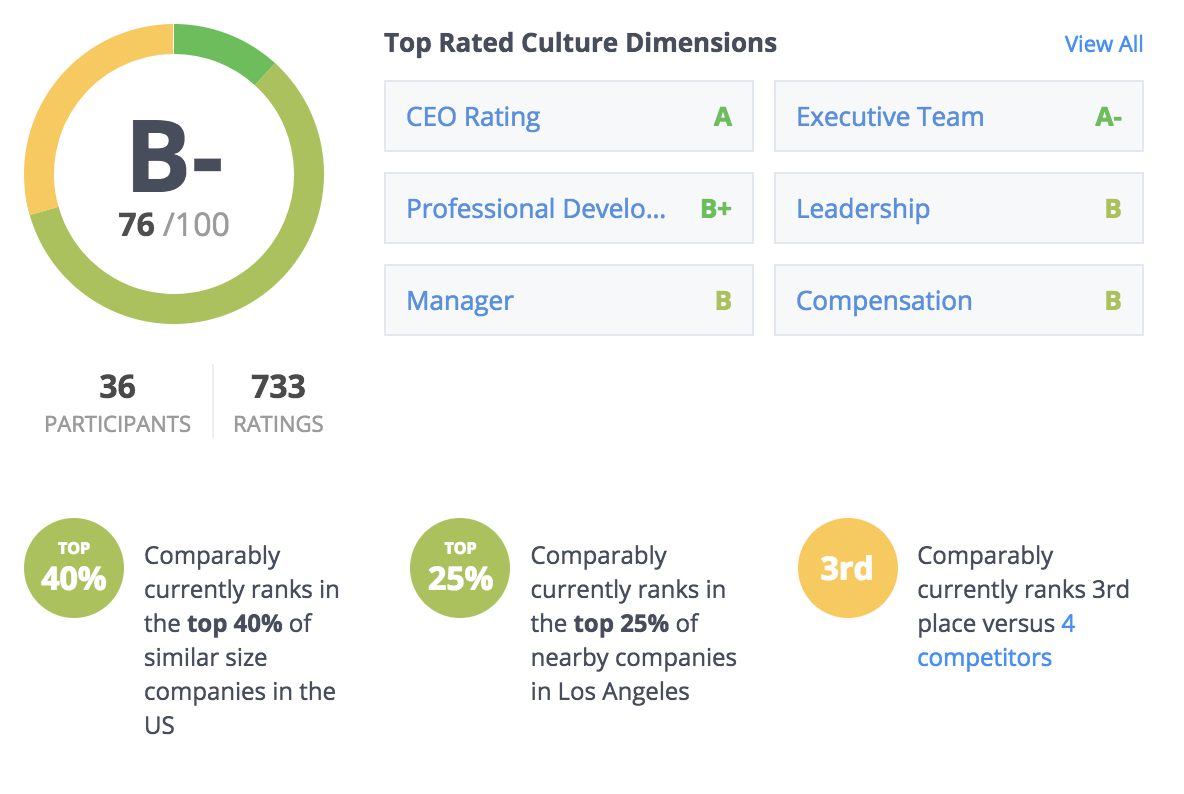 B-
76 /100
36
PARTICIPANTS
733
RATINGS
Top Rated Culture Dimensions
View All
CEO Rating A
Executive Team A-
Professional Develo... B+
Leadership B
Manager B
Compensation B
TOP
40%
Comparably
currently ranks in
the top 40% of
similar size
companies in the
US
TOP
25%
Comparably
currently ranks in
the top 25% of
nearby companies
in Los Angeles
3rd
Comparably
currently ranks 3rd
place versus 4
competitors